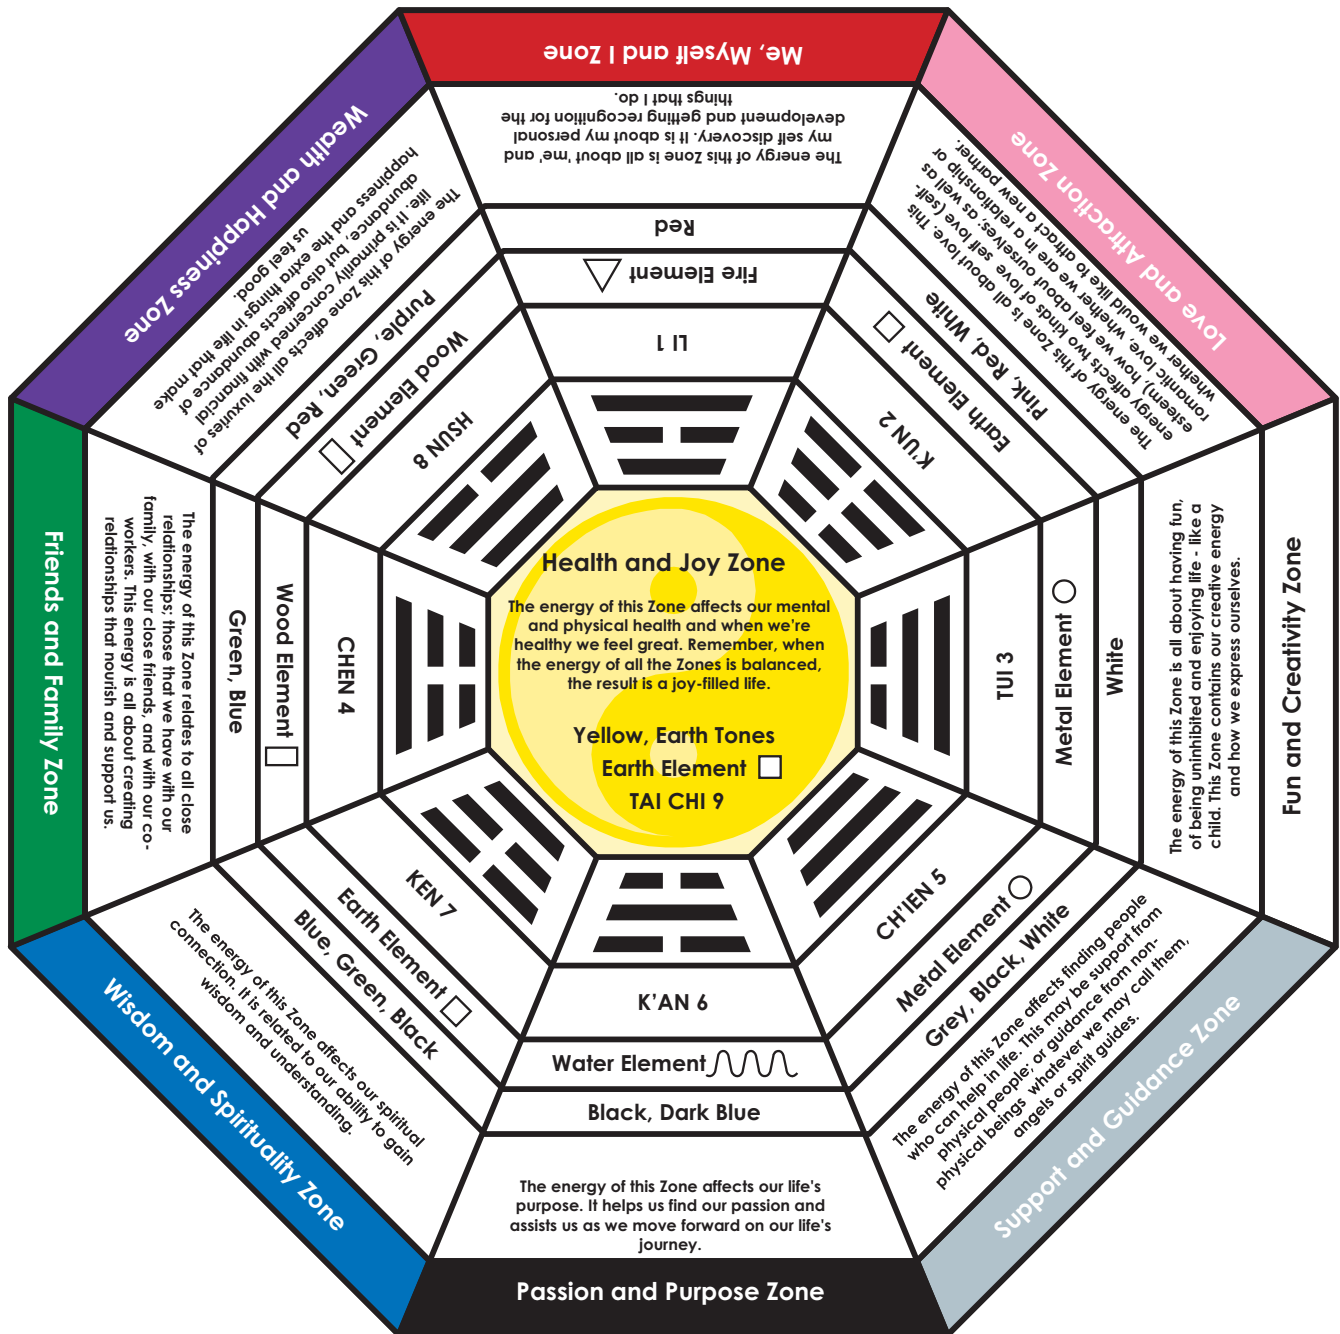 Me, Myself and I Zone
The energy of this Zone is all about 'me' and
my self discovery. It is about my personal
development and getting recognition for the
things that I do.
Red
Fire Element
LI 1
Love and Attraction Zone
The energy of this Zone is all about love. This
energy affects two kinds of love  self love (self-
esteem), how we feel about ourselves; as well as
romantic love, whether we are in a relationship or
whether we would like to attract a new partner.
Pink, Red, White
Earth Element
K'UN 2
Fun and Creativity Zone
The energy of this Zone is all about having fun,
of being uninhibited and enjoying life - like a
child. This Zone contains our creative energy
and how we express ourselves.
White
Metal Element
TUI 3
Support and Guidance Zone
The energy of this Zone affects finding people
who can help in life. This may be support from
physical people; or guidance from non-
physical beings  whatever we may call them,
angels or spirit guides.
Grey, Black, White
Metal Element
CH'IEN 5
K'AN 6
Water Element
Black, Dark Blue
The energy of this Zone affects our life's
purpose. It helps us find our passion and
assists us as we move forward on our life's
journey.
Passion and Purpose Zone
KEN 7
Earth Element
Blue, Green, Black
The energy of this Zone affects our spiritual
connection. It is related to our ability to gain
wisdom and understanding.
Wisdom and Spirituality Zone
Friends and Family Zone
The energy of this Zone relates to all close
relationships; those that we have with our
family, with our close friends, and with our co-
workers. This energy is all about creating
relationships that nourish and support us.
Green, Blue
Wood Element
CHEN 4
Wealth and Happiness Zone
The energy of this Zone affects all the luxuries of
life. It is primarily concerned with financial
abundance, but also affects abundance of
happiness and the extra things in life that make
us feel good.
Purple, Green, Red
Wood Element
HSUN 8
Health and Joy Zone
The energy of this Zone affects our mental
and physical health and when we're
healthy we feel great. Remember, when
the energy of all the Zones is balanced,
the result is a joy-filled life.
Yellow, Earth Tones
Earth Element
TAI CHI 9